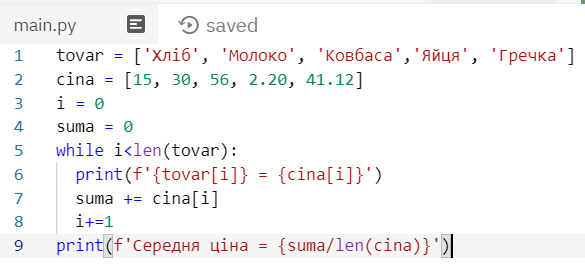 main.py saved
1 tovar = ['Хліб', 'Молоко', 'Ковбаса','Яйця', 'Гречка']
2 cina = [15, 30, 56, 2.20, 41.12]
3 i = 0
4 suma = 0
5 while i<len(tovar):
6   print(f'{tovar[i]} = {cina[i]}')
7   suma += cina[i]
8   i+=1
9 print(f'Середня ціна = {suma/len(cina)}')